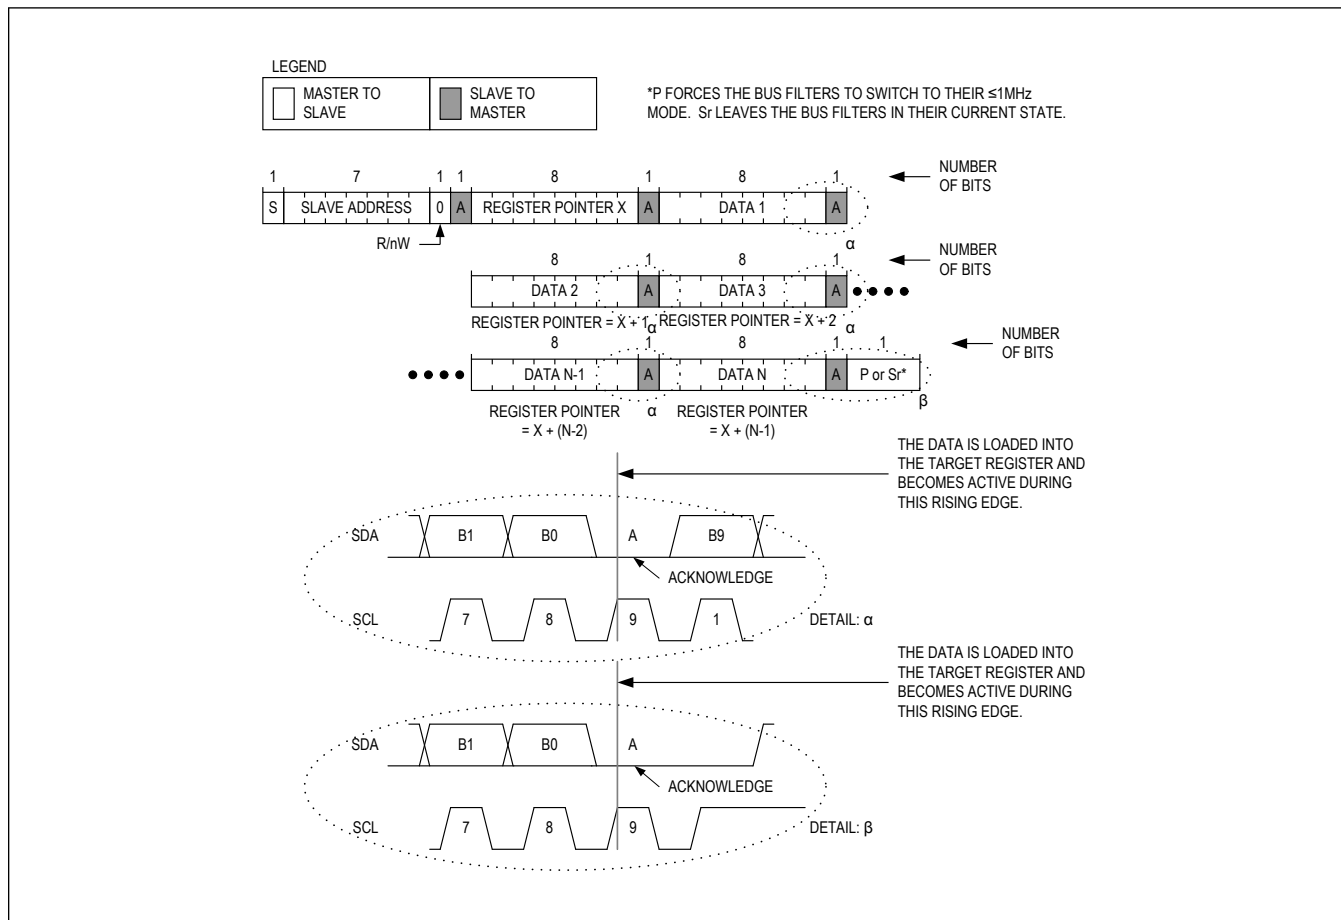 LEGEND
MASTER TO
SLAVE
SLAVE TO
MASTER
*P FORCES THE BUS FILTERS TO SWITCH TO THEIR ≤1MHz
MODE. Sr LEAVES THE BUS FILTERS IN THEIR CURRENT STATE.
1 7 1 1 8 1 8 1
NUMBER
OF BITS
S SLAVE ADDRESS 0 A REGISTER POINTER X A DATA 1 A
R/nW
α
8 1 8 1
NUMBER
OF BITS
DATA 2 A DATA 3 A
REGISTER POINTER = X + 1 α REGISTER POINTER = X + 2 α
8 1 8 1 1
NUMBER
OF BITS
DATA N-1 A DATA N A P or Sr*
β
REGISTER POINTER
= X + (N-2)
α
REGISTER POINTER
= X + (N-1)
THE DATA IS LOADED INTO
THE TARGET REGISTER AND
BECOMES ACTIVE DURING
THIS RISING EDGE.
SDA B1 B0 A B9
ACKNOWLEDGE
SCL 7 8 9 1 DETAIL: α
THE DATA IS LOADED INTO
THE TARGET REGISTER AND
BECOMES ACTIVE DURING
THIS RISING EDGE.
SDA B1 B0 A
ACKNOWLEDGE
SCL 7 8 9 DETAIL: β